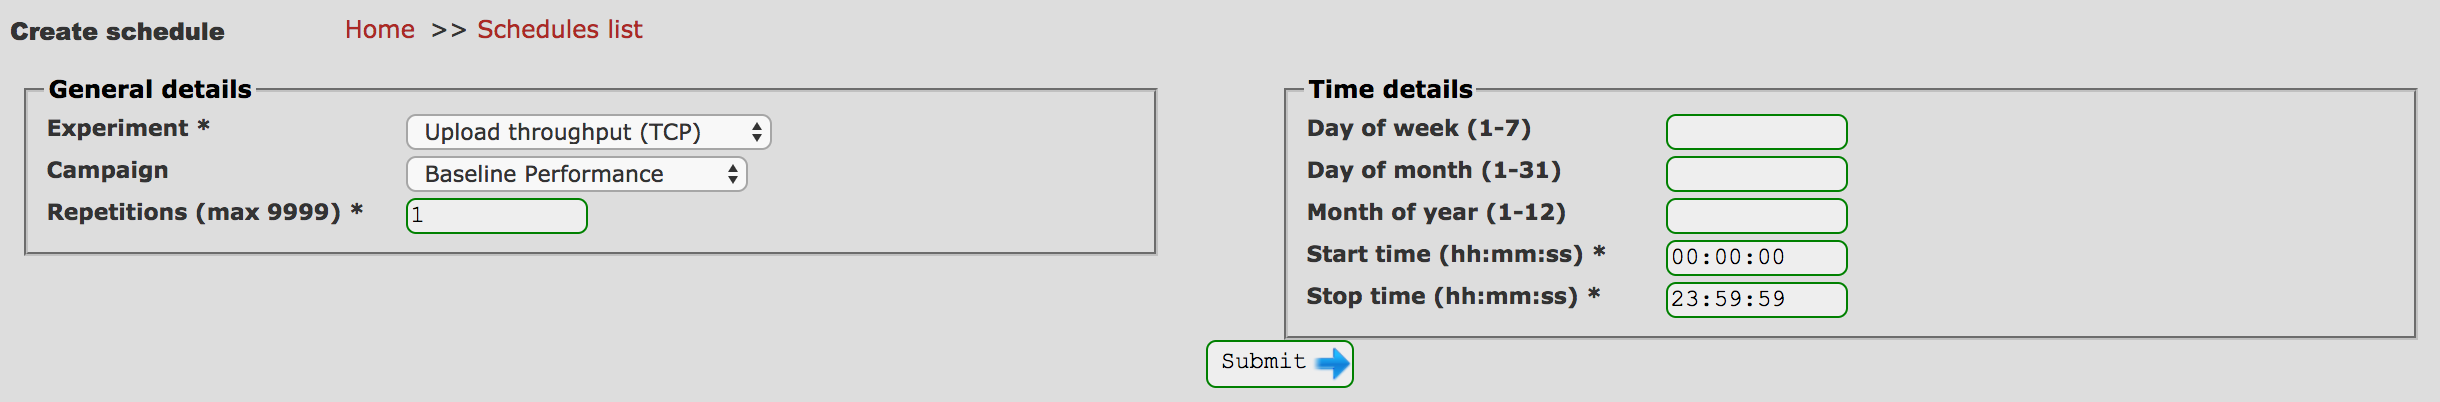 Create schedule Home >> Schedules list
General details
Experiment * Upload throughput (TCP)
Campaign Baseline Performance
Repetitions (max 9999) * 1
Time details
Day of week (1-7)
Day of month (1-31)
Month of year (1-12)
Start time (hh:mm:ss) * 00:00:00
Stop time (hh:mm:ss) * 23:59:59
Submit